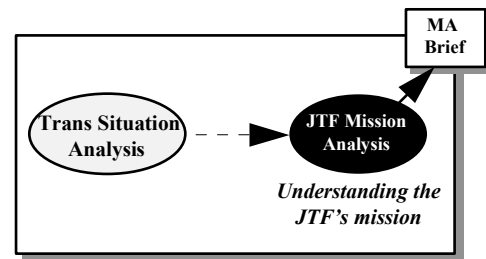 MA
Brief
Trans Situation
Analysis
JTF Mission
Analysis
Understanding the
JTF's mission